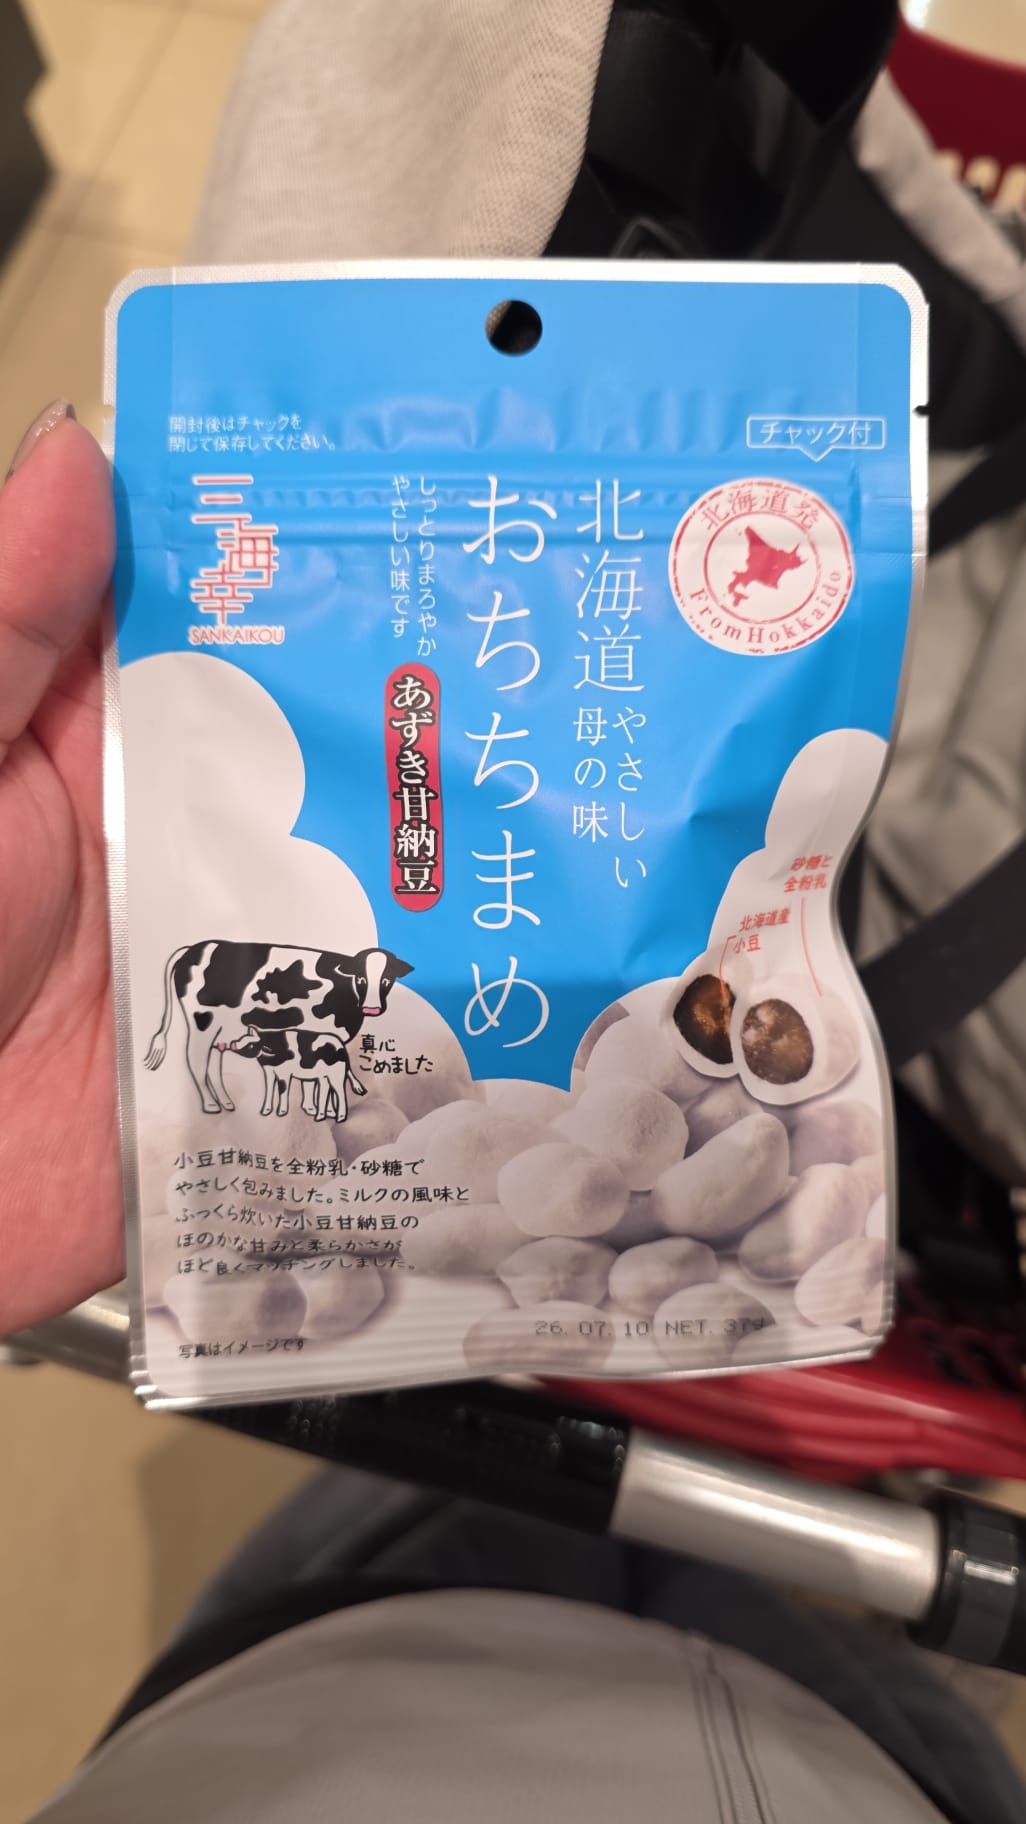 開封後はチャックを
閉じて保存してください。
チャック付
三海幸
SANKAIKOU
北海道発
From Hokkaido
北海道
やさしい
母の味
おちちまめ
しっとりまろやか
やさしい味です
あずき甘納豆
砂糖と
全粉乳
北海道産
小豆
真心
こめました
小豆甘納豆を全粉乳・砂糖で
やさしく包みました。ミルクの風味と
ふっくら炊いた小豆甘納豆の
ほのかな甘みと柔らかさが
ほど良くマッチングしました。
写真はイメージです
26. 07. 10 NET. 37g